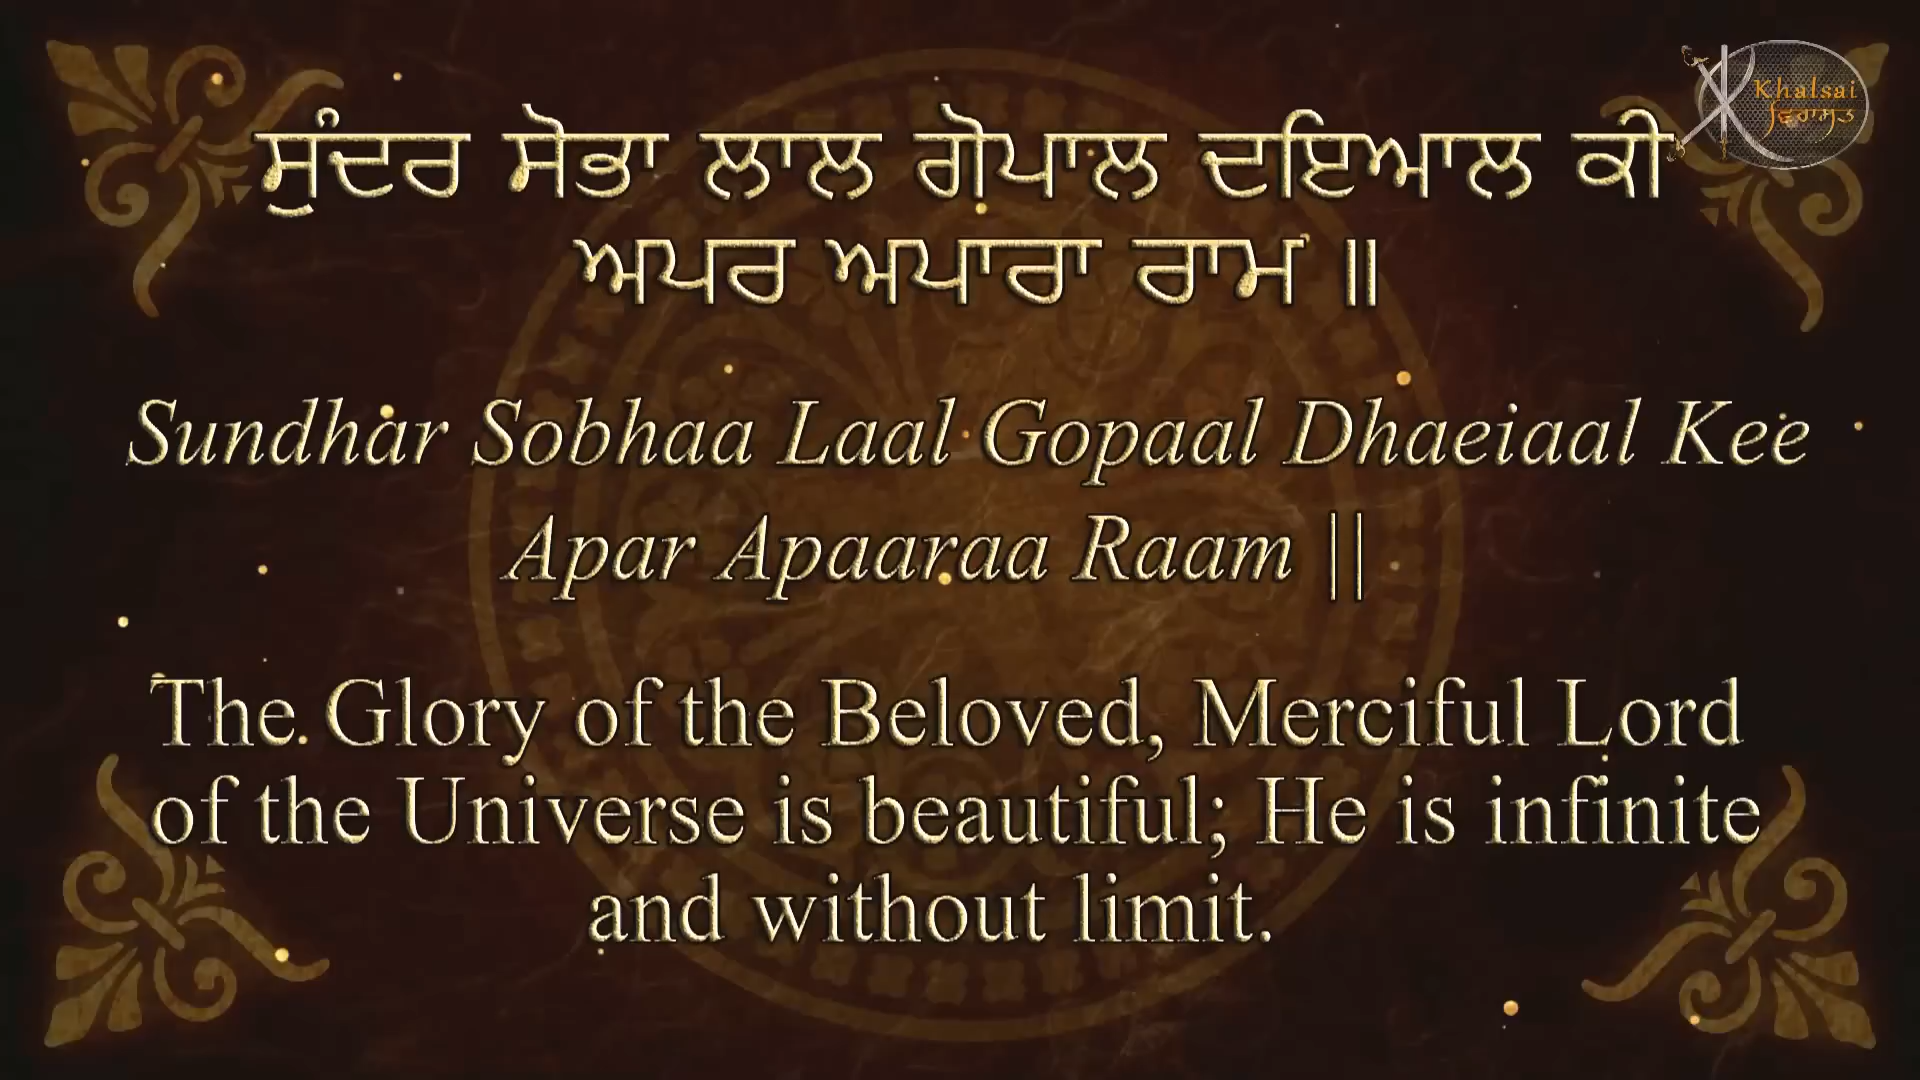 Khalsai
ਵਿਰਾਸਤ
ਸੁੰਦਰ ਸੋਭਾ ਲਾਲ ਗੋਪਾਲ ਦਇਆਲ ਕੀ
ਅਪਰ ਅਪਾਰਾ ਰਾਮ ॥
Sundhar Sobhaa Laal Gopaal Dhaeiaal Kee
Apar Apaaraa Raam ||
The Glory of the Beloved, Merciful Lord
of the Universe is beautiful; He is infinite
and without limit.